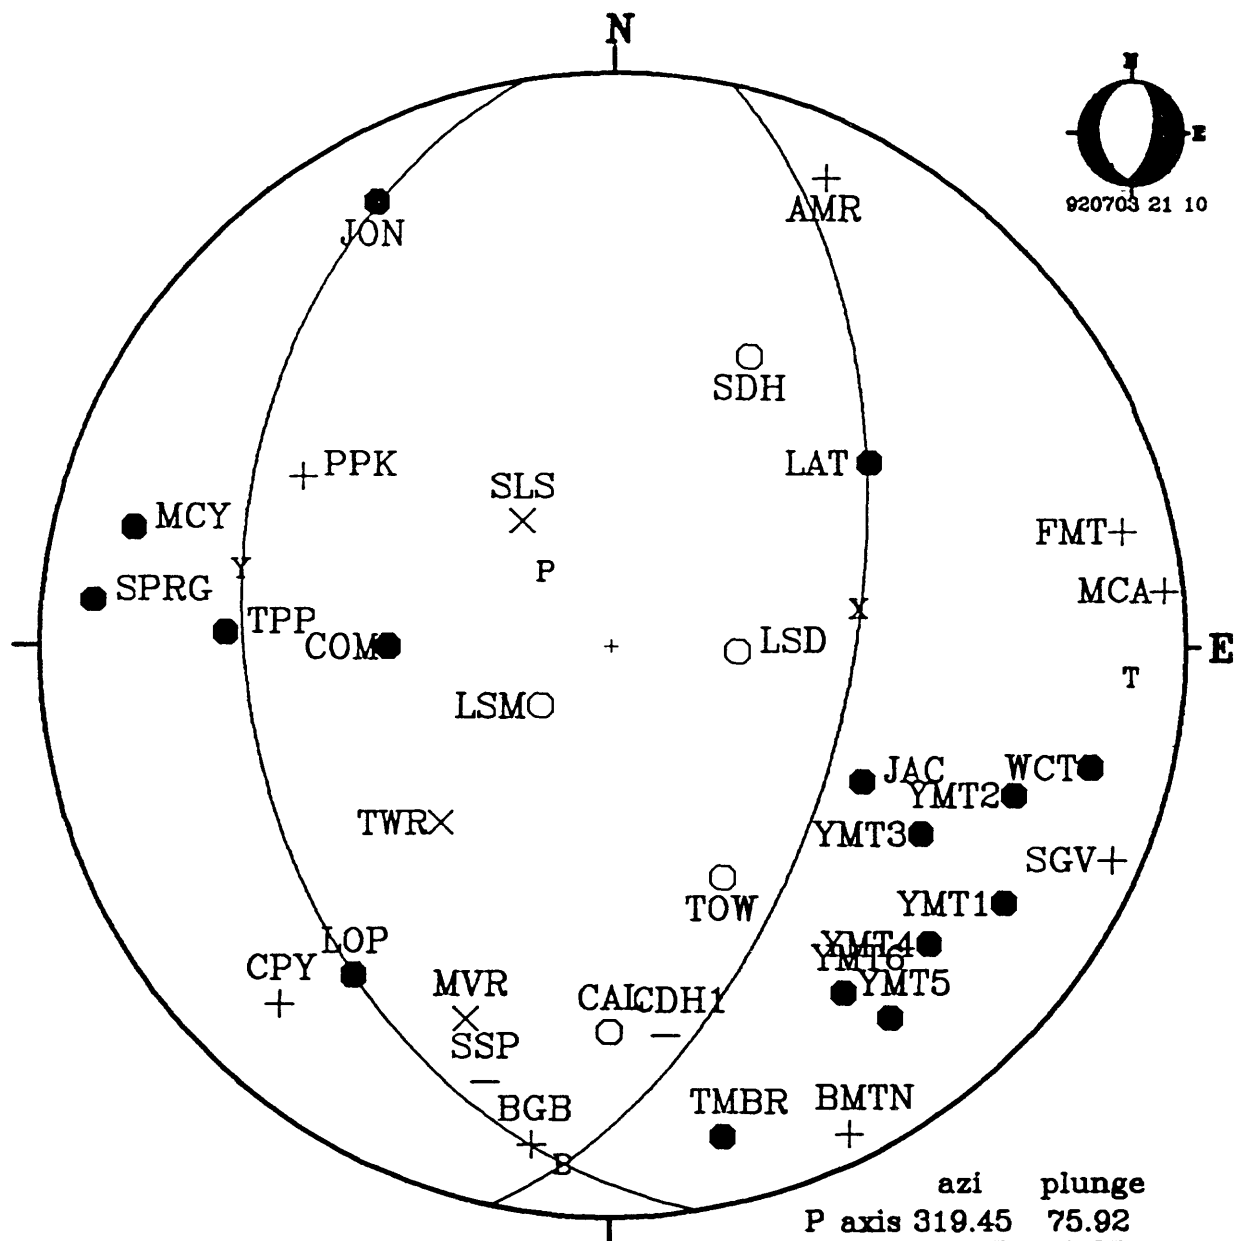 N
N
E
920703 21 10
AMR
JON
SDH
PPK
LAT
SLS
MCY
FMT
Y
P
MCA
SPRG
X
TPP
COM
LSD
E
T
LSM
JAC
WCT
YMT2
TWR
YMT3
SGV
TOW
YMT1
LOP
YMT4
CPY
YMT6
MVR
CAL
CDH1
YMT5
SSP
BGB
TMBR
BMTN
B
azi plunge
P axis 319.45 75.92